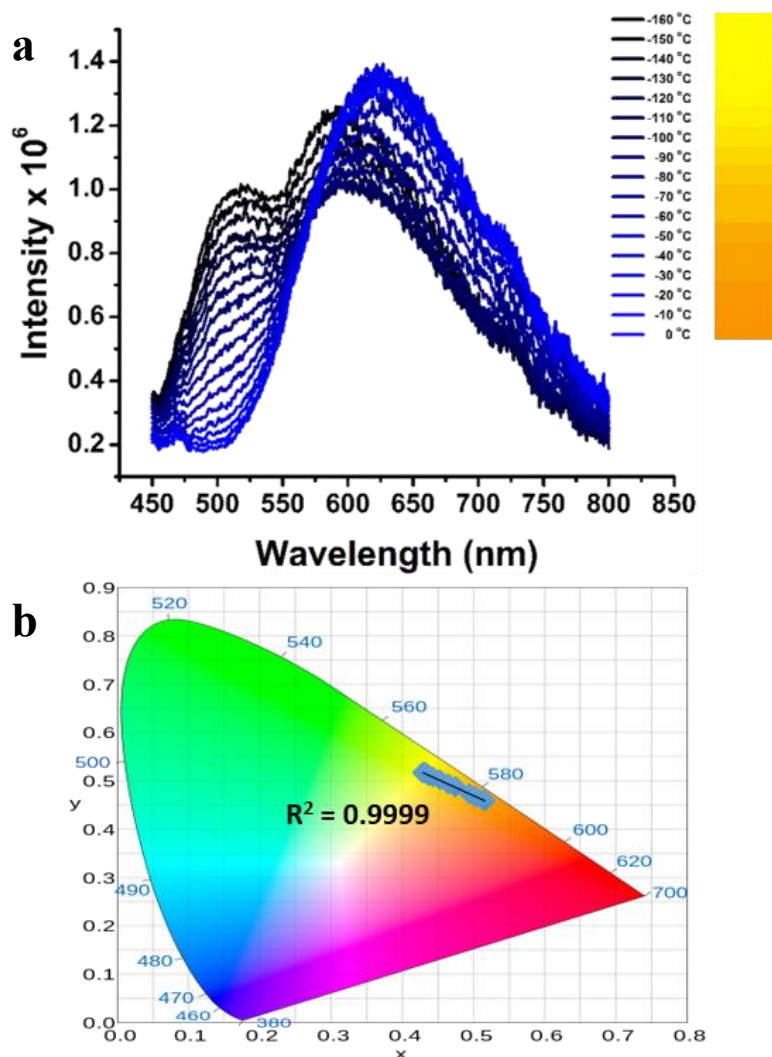 a
Intensity x 10⁶
1.4
1.2
1.0
0.8
0.6
0.4
0.2
450 500 550 600 650 700 750 800 850
Wavelength (nm)
-160 °C
-150 °C
-140 °C
-130 °C
-120 °C
-110 °C
-100 °C
-90 °C
-80 °C
-70 °C
-60 °C
-50 °C
-40 °C
-30 °C
-20 °C
-10 °C
0 °C
b
y
0.9
0.8
0.7
0.6
0.5
0.4
0.3
0.2
0.1
0.0
520
540
560
500
580
R² = 0.9999
600
620
490
700
480
470
460
380
0.0 0.1 0.2 0.3 0.4 0.5 0.6 0.7 0.8
x